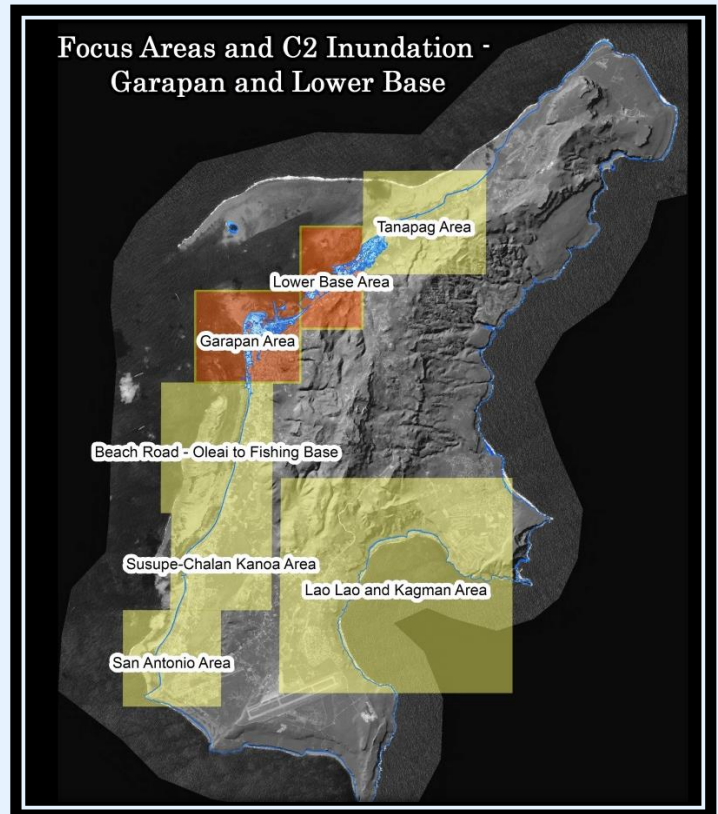 Focus Areas and C2 Inundation -
Garapan and Lower Base
Tanapag Area
Lower Base Area
Garapan Area
Beach Road - Oleai to Fishing Base
Susupe-Chalan Kanoa Area
Lao Lao and Kagman Area
San Antonio Area